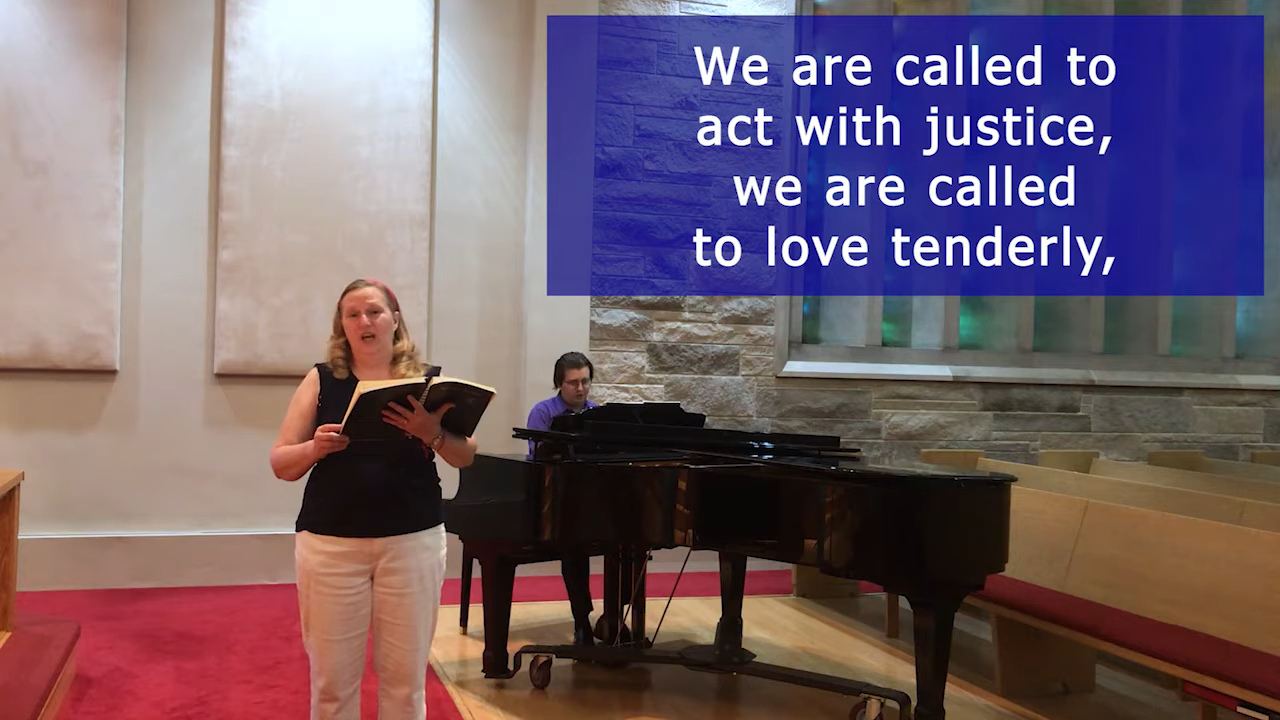 We are called to
act with justice,
we are called
to love tenderly,